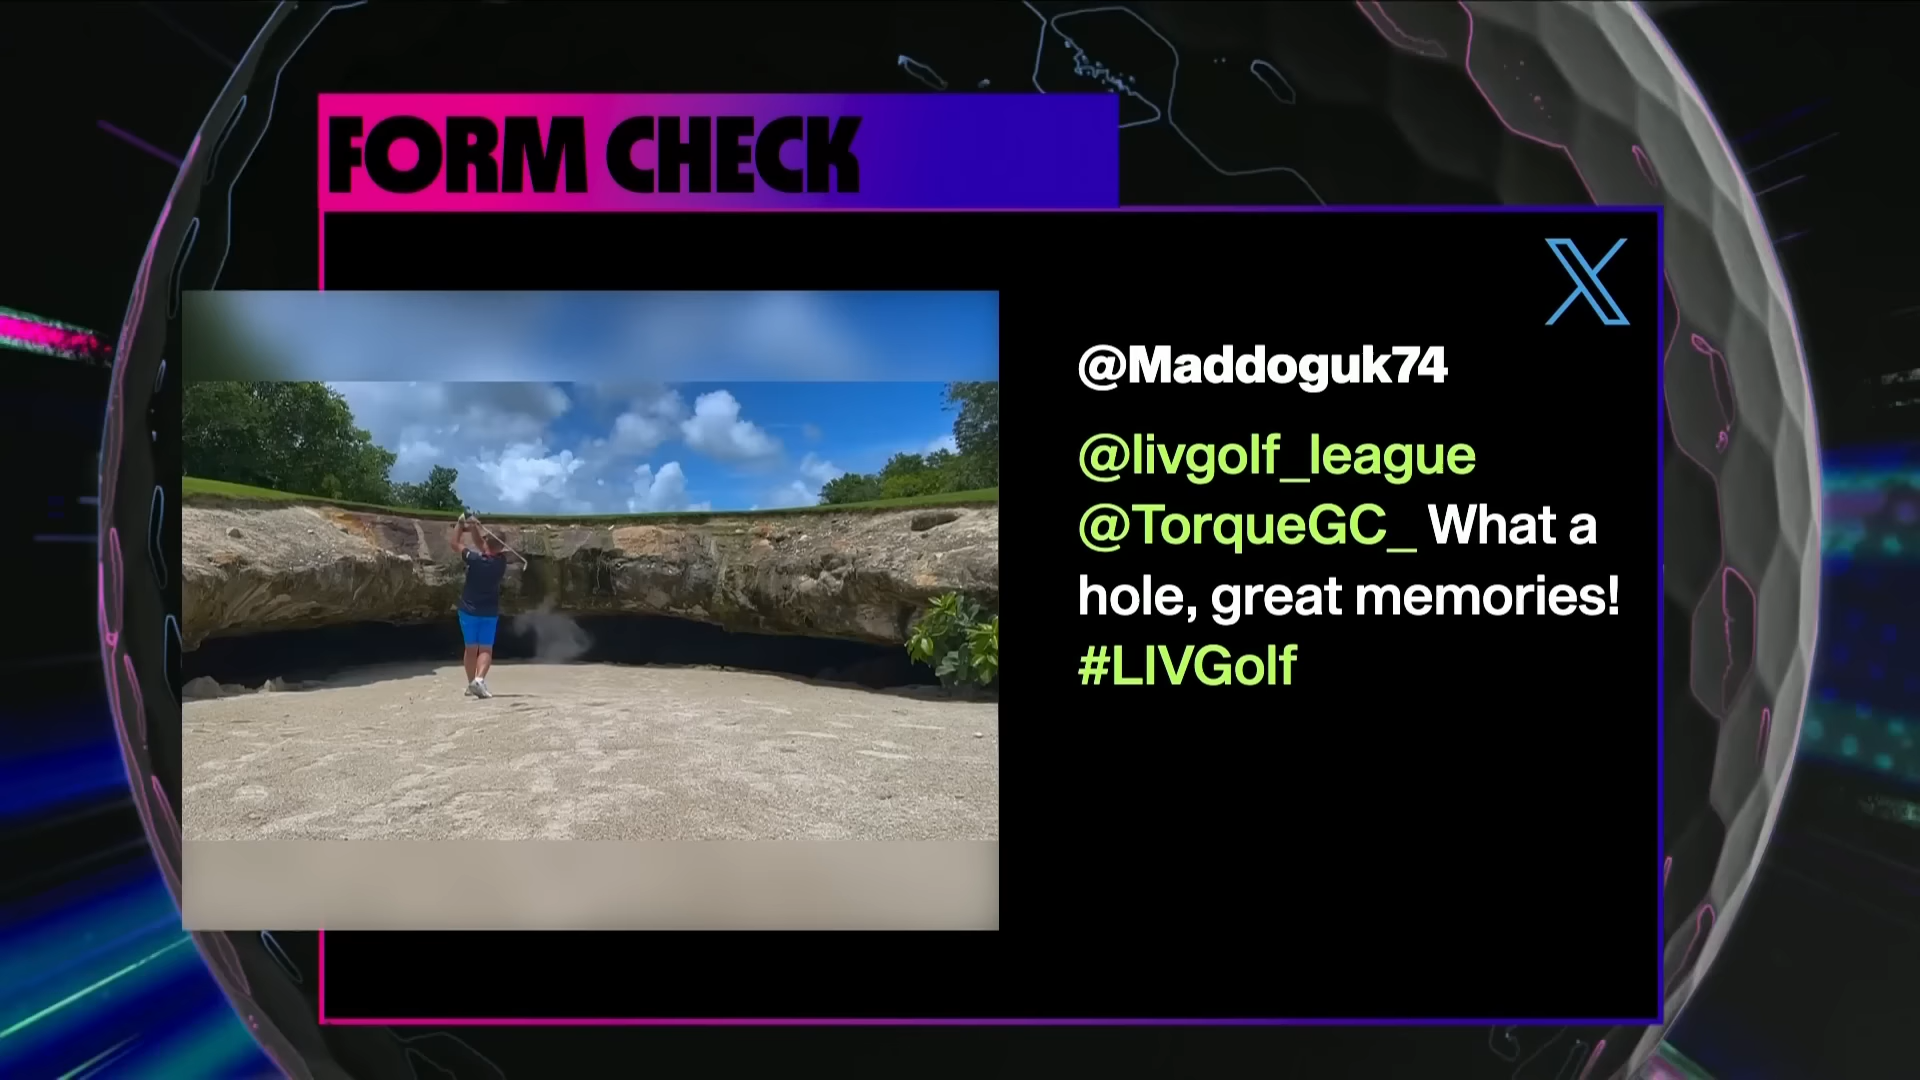 FORM CHECK
@Maddoguk74
@livgolf_league
@TorqueGC_ What a
hole, great memories!
#LIVGolf